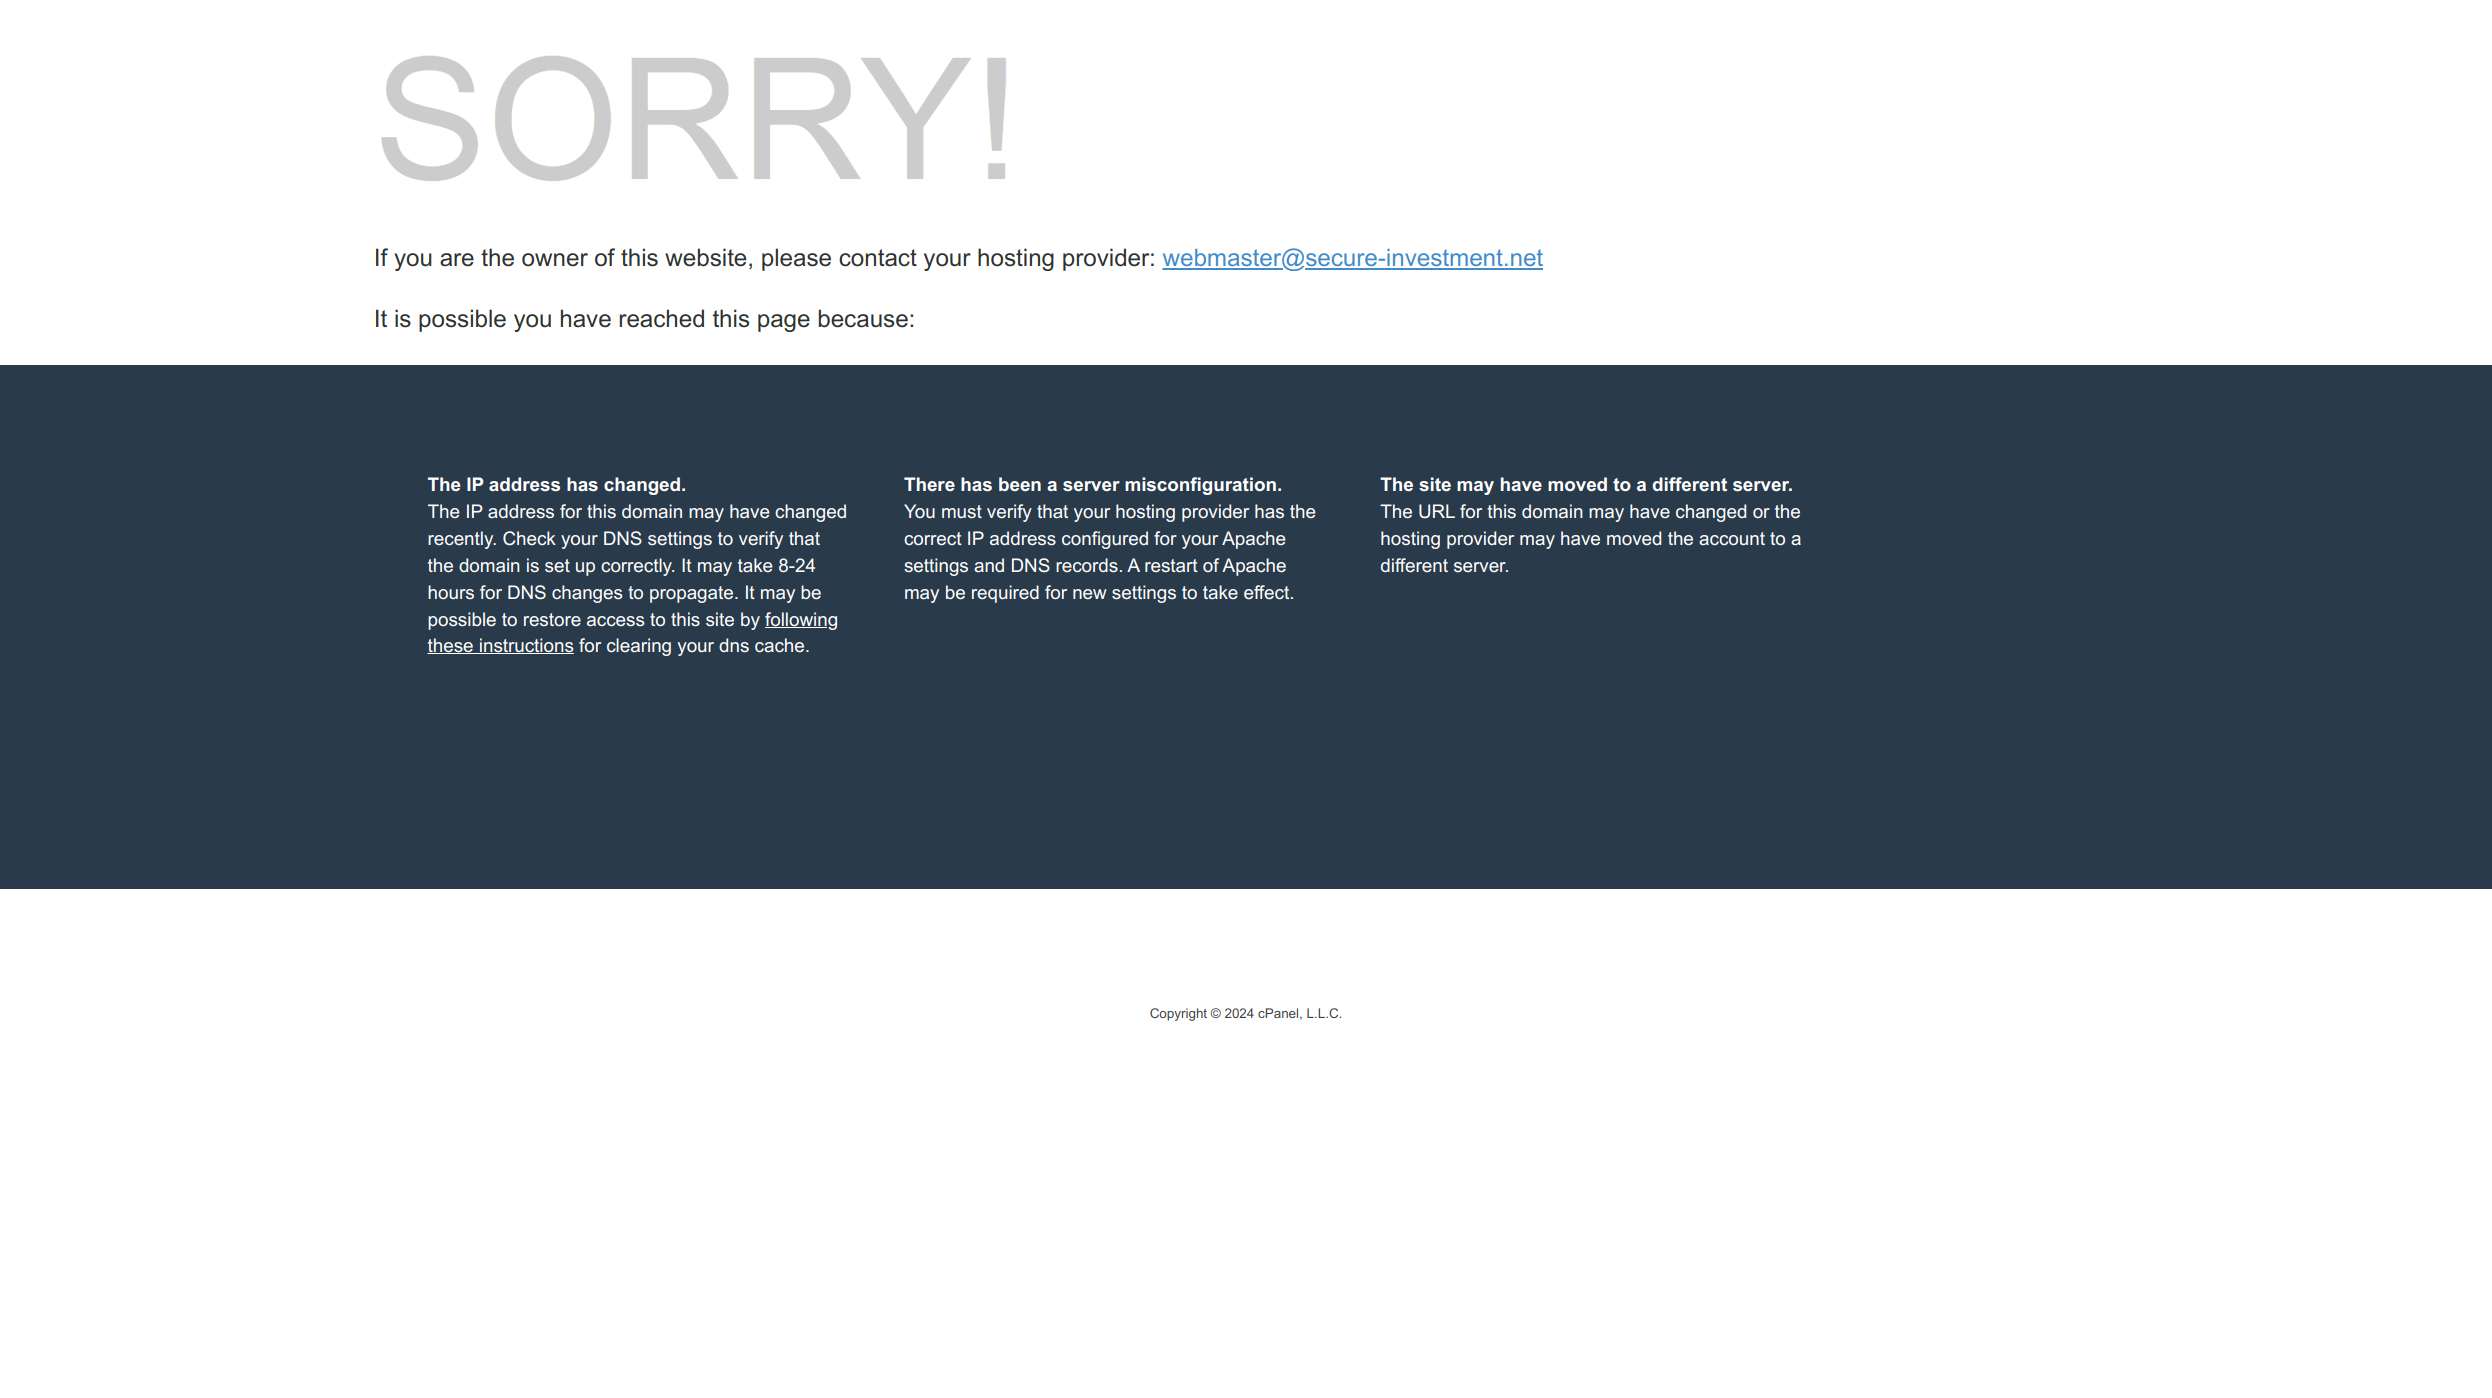 SORRY!
If you are the owner of this website, please contact your hosting provider: webmaster@secure-investment.net
It is possible you have reached this page because:
The IP address has changed.
The IP address for this domain may have changed
recently. Check your DNS settings to verify that
the domain is set up correctly. It may take 8-24
hours for DNS changes to propagate. It may be
possible to restore access to this site by following
these instructions for clearing your dns cache.
There has been a server misconfiguration.
You must verify that your hosting provider has the
correct IP address configured for your Apache
settings and DNS records. A restart of Apache
may be required for new settings to take effect.
The site may have moved to a different server.
The URL for this domain may have changed or the
hosting provider may have moved the account to a
different server.
Copyright © 2024 cPanel, L.L.C.